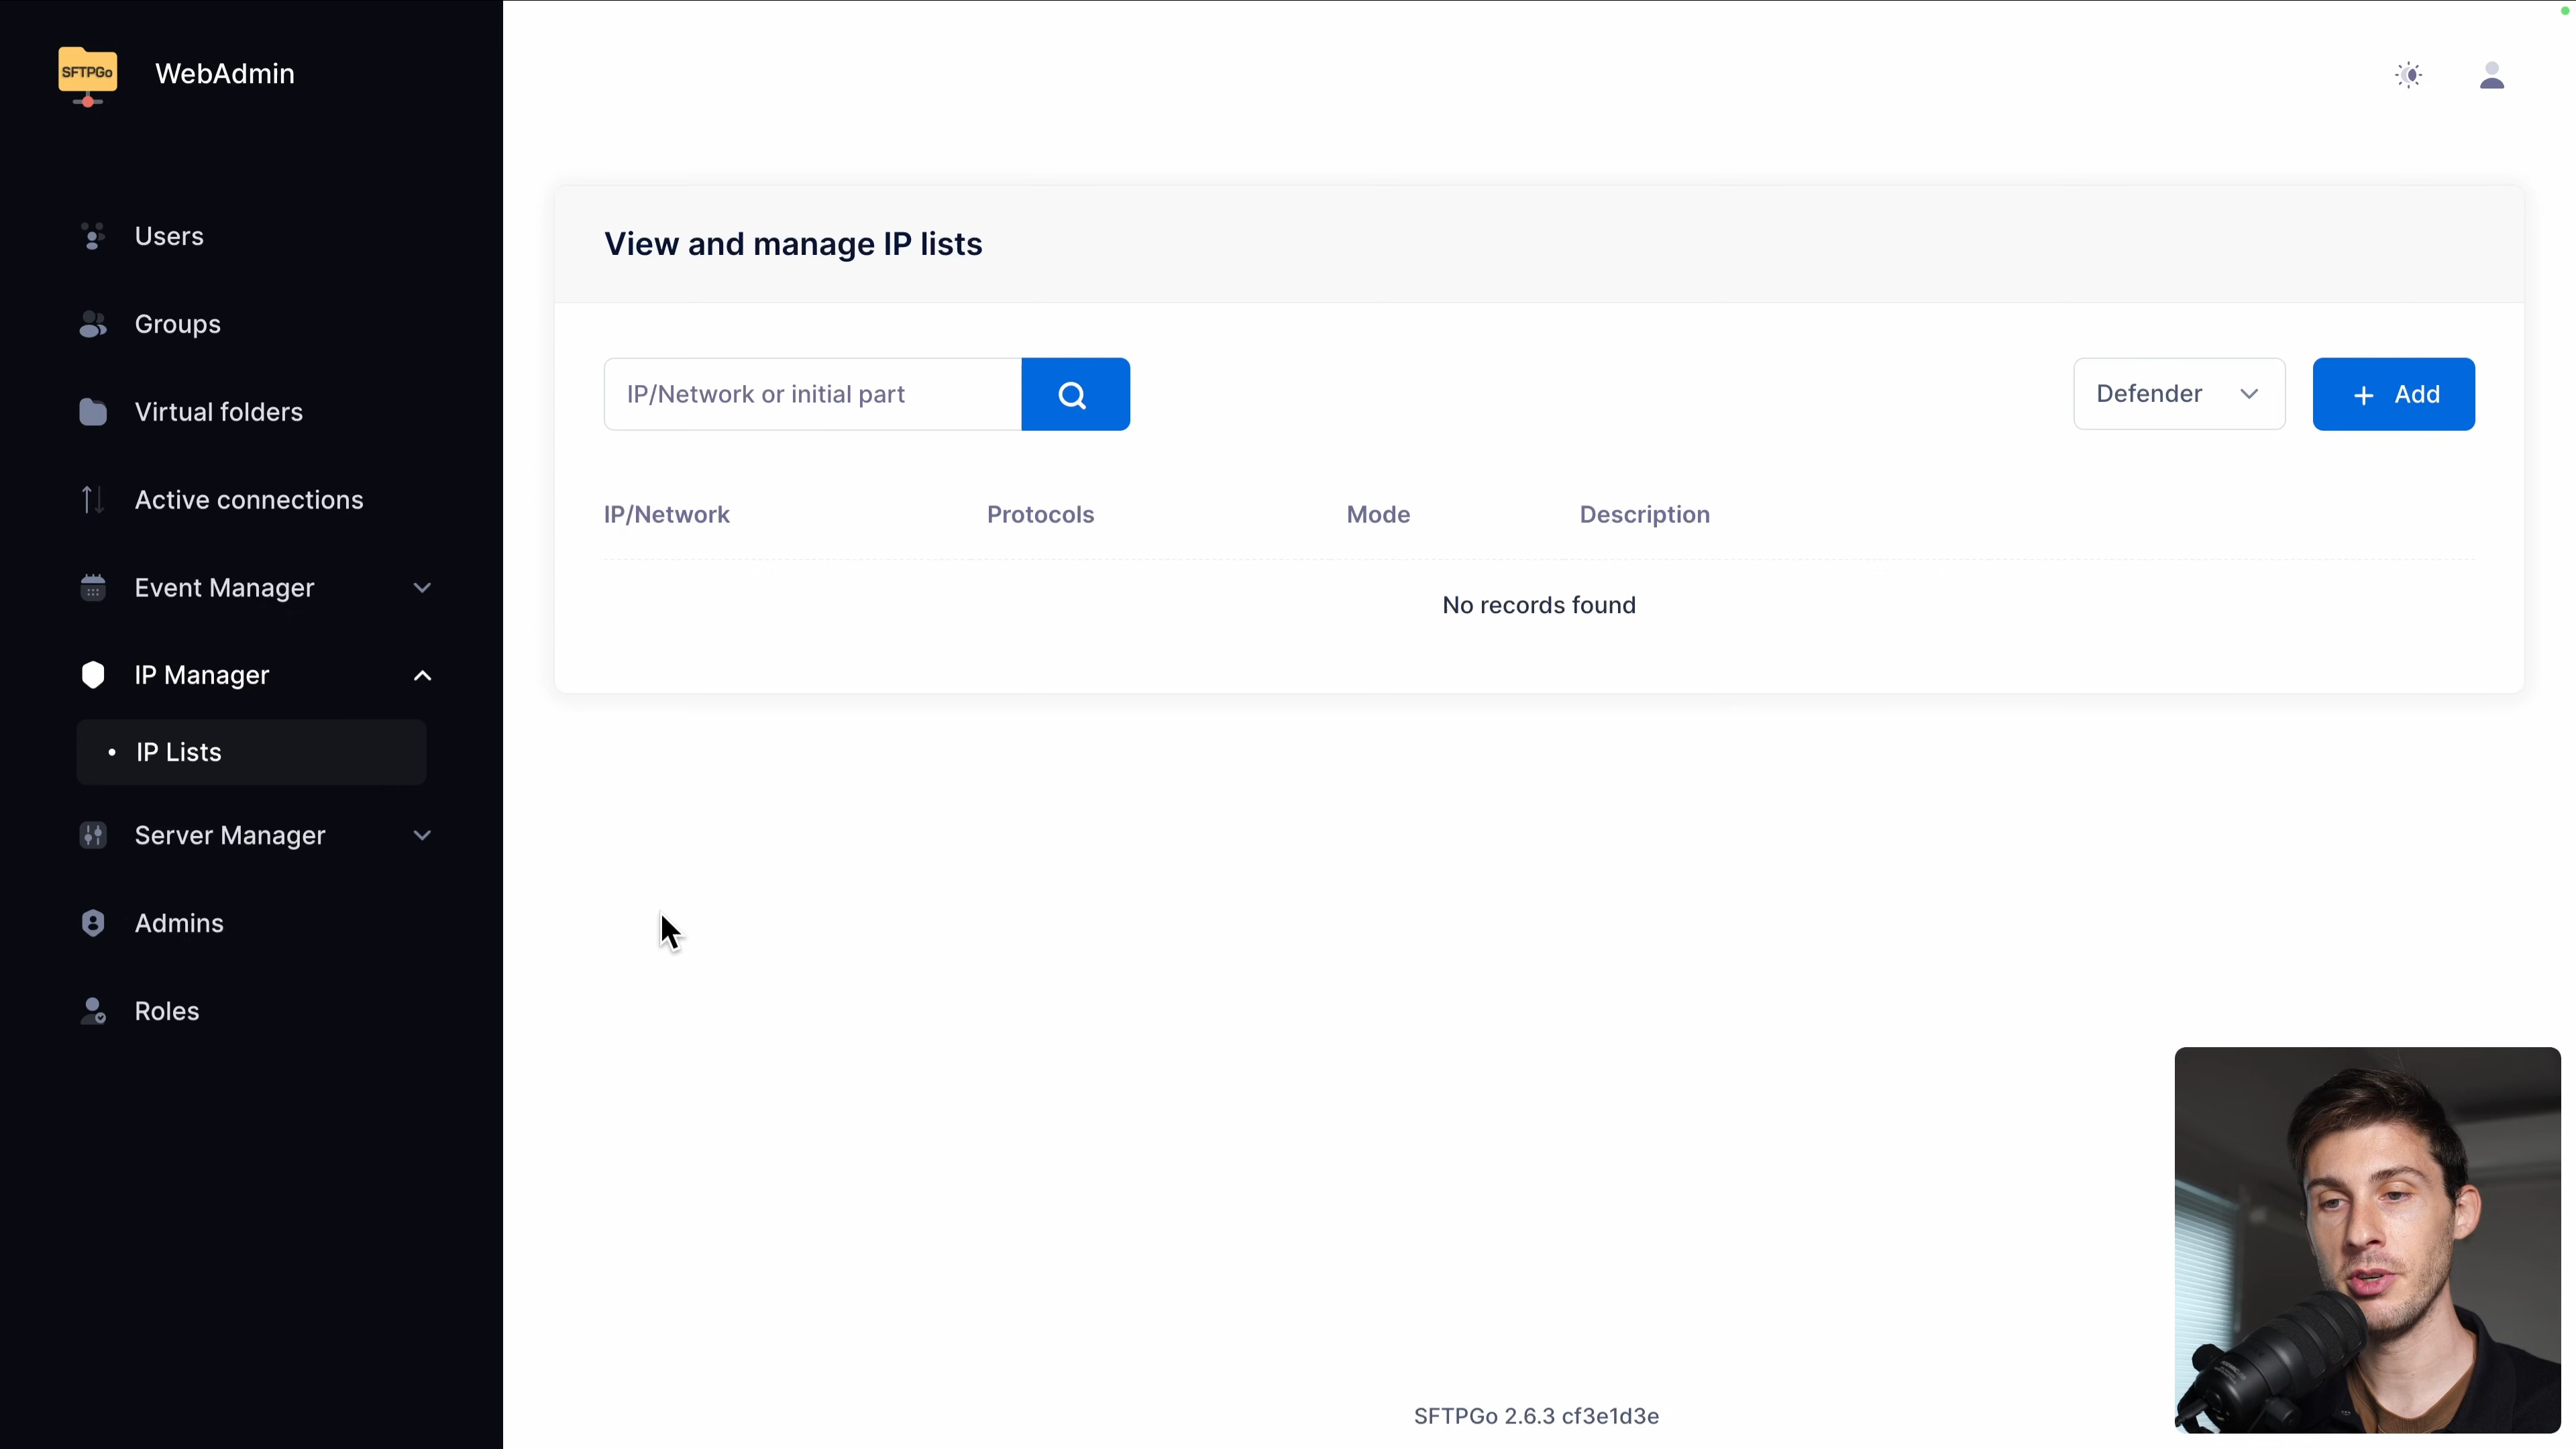 SFTPGo
WebAdmin
Users
Groups
Virtual folders
Active connections
Event Manager
IP Manager
IP Lists
Server Manager
Admins
Roles
View and manage IP lists
IP/Network or initial part
Defender
+ Add
IP/Network Protocols Mode Description
No records found
SFTPGo 2.6.3 cf3e1d3e